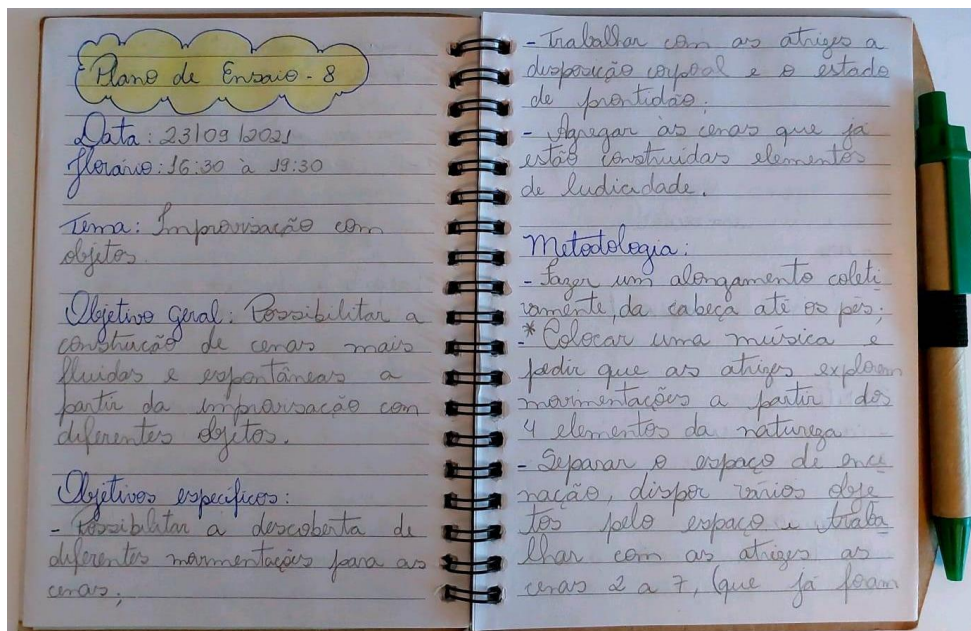 Plano de Ensaio - 8
Data: 23/09/2021
Horário: 16:30 à 19:30
Tema: Improvisação com
objetos.
Objetivo geral: Possibilitar a
construção de cenas mais
fluidas e espontâneas a
partir da improvisação com
diferentes objetos.
Objetivos específicos:
- Possibilitar a descoberta de
diferentes movimentações para as
cenas;
- Trabalhar com as atrizes a
disposição corporal e o estado
de prontidão;
- Agregar às cenas que já
estão construídas elementos
de ludicidade.
Metodologia:
- Fazer um alongamento coleti
vamente, da cabeça até os pés;
-* Colocar uma música e
pedir que as atrizes explorem
movimentações a partir dos
4 elementos da natureza
- Separar o espaço de ence
nação, dispor vários obje
tos pelo espaço e traba
lhar com as atrizes as
cenas 2 a 7, (que já foram